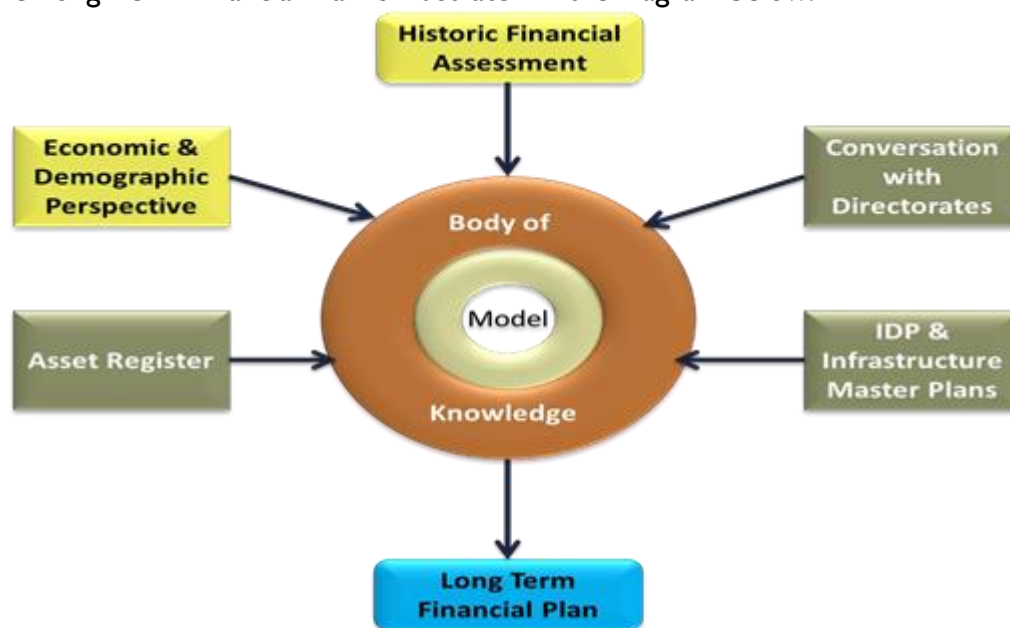 Historic Financial
Assessment
Economic &
Demographic
Perspective
Conversation
with
Directorates
Body of
Model
Asset Register
IDP &
Infrastructure
Master Plans
Knowledge
Long Term
Financial Plan